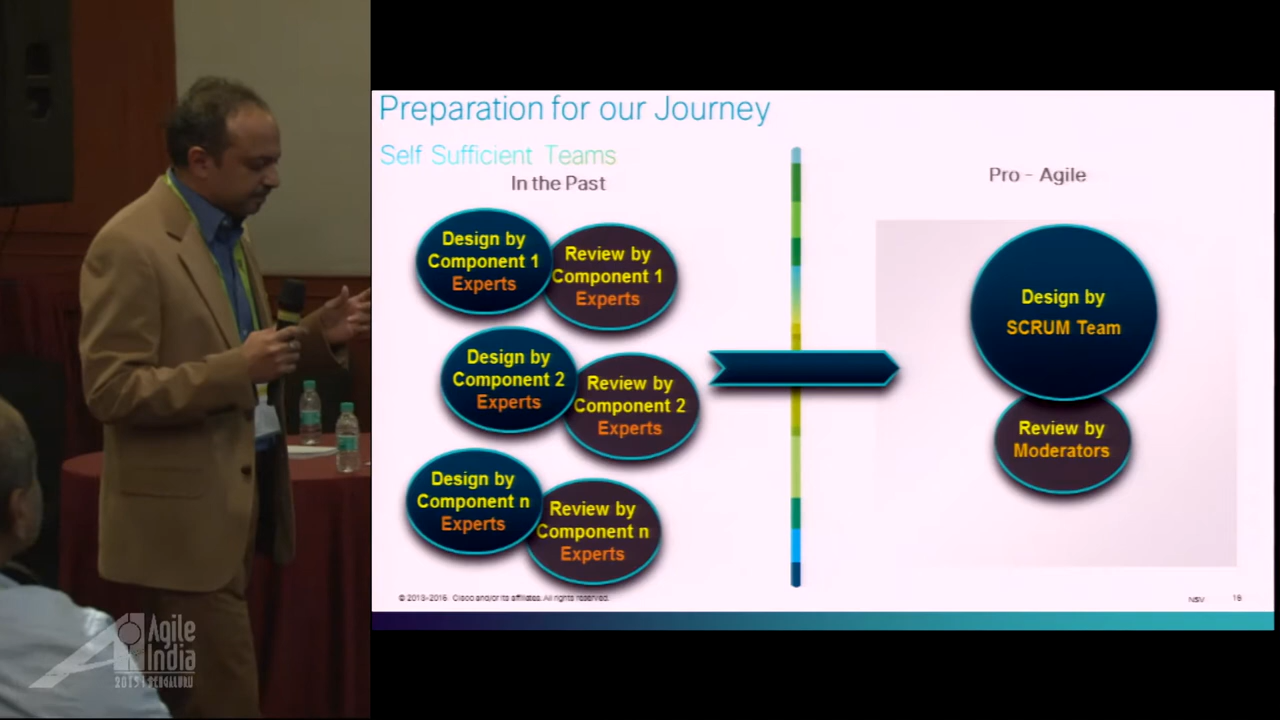 Preparation for our Journey
Self Sufficient Teams
In the Past
Design by
Component 1
Experts
Review by
Component 1
Experts
Design by
Component 2
Experts
Review by
Component 2
Experts
Design by
Component n
Experts
Review by
Component n
Experts
Pro - Agile
Design by
SCRUM Team
Review by
Moderators
© 2013-2016 Cisco and/or its affiliates. All rights reserved.
NSV
Agile
India
2015 | BENGALURU